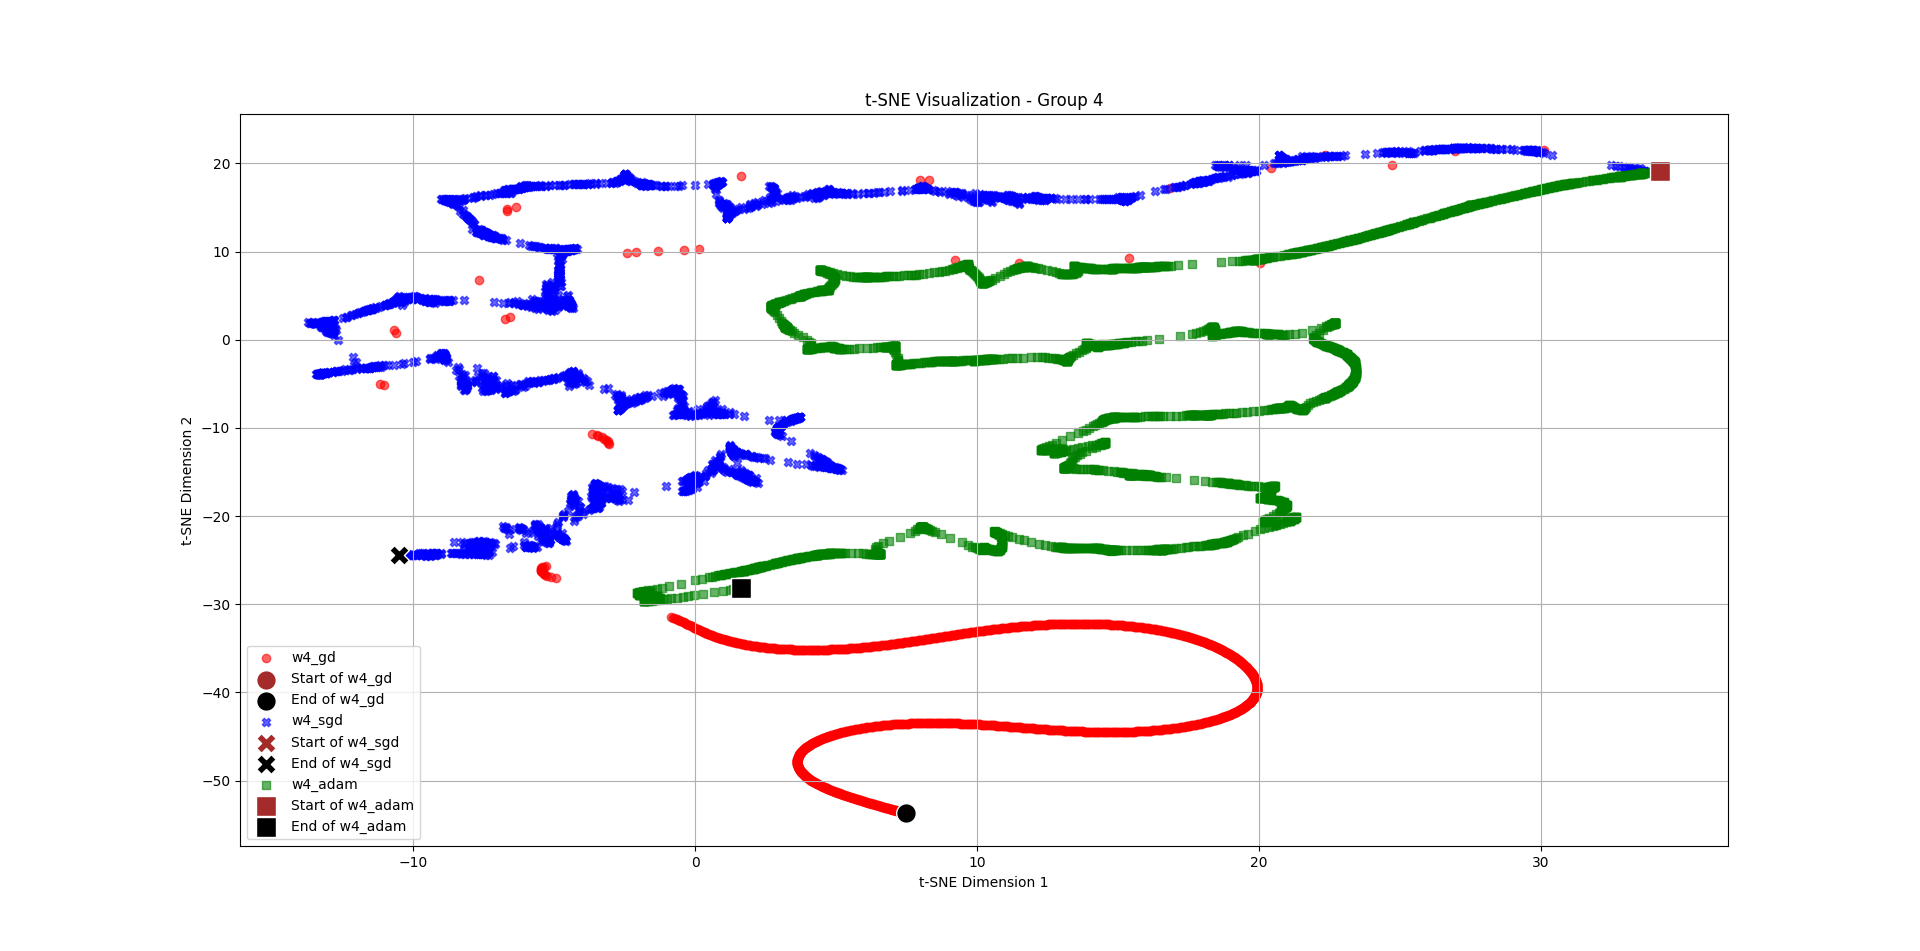 t-SNE Visualization - Group 4
20
10
0
−10
−20
−30
−40
−50
t-SNE Dimension 2
w4_gd
Start of w4_gd
End of w4_gd
w4_sgd
Start of w4_sgd
End of w4_sgd
w4_adam
Start of w4_adam
End of w4_adam
−10 0 10 20 30
t-SNE Dimension 1